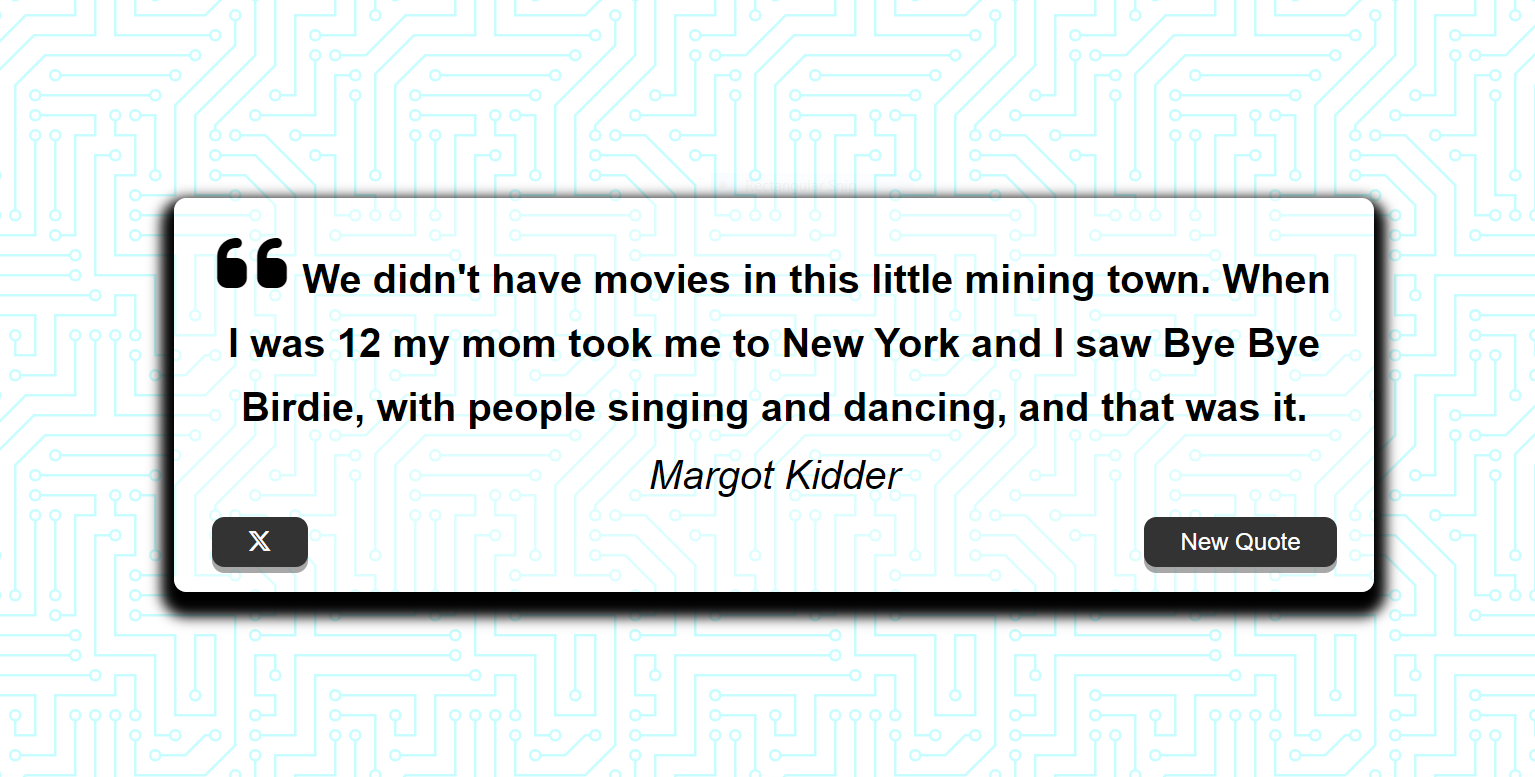 We didn't have movies in this little mining town. When
I was 12 my mom took me to New York and I saw Bye Bye
Birdie, with people singing and dancing, and that was it.
Margot Kidder
𝕏
New Quote